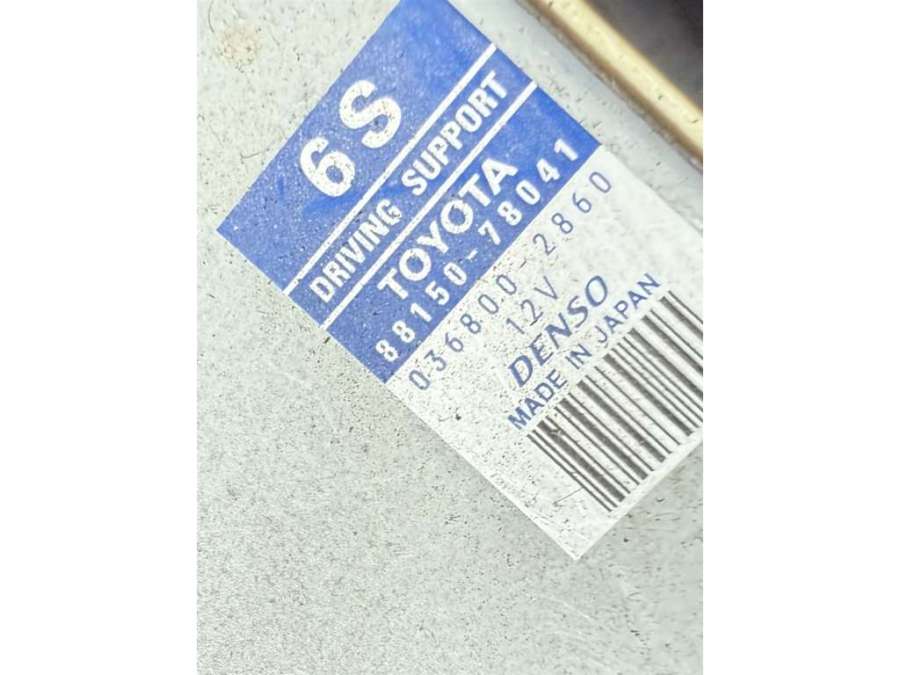 6S
DRIVING SUPPORT
TOYOTA
88150-78041
036800-2860
12V
DENSO
MADE IN JAPAN